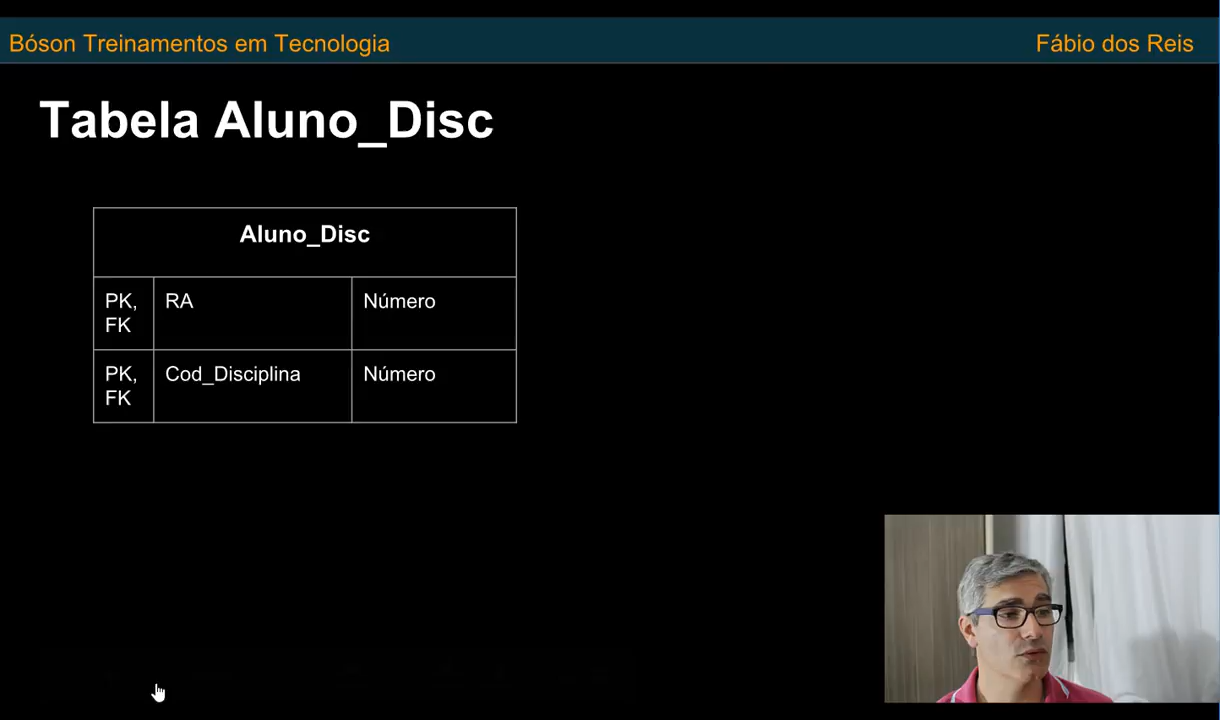 Bóson Treinamentos em Tecnologia
Fábio dos Reis
Tabela Aluno_Disc
Aluno_Disc
PK, RA Número
FK
PK, Cod_Disciplina Número
FK